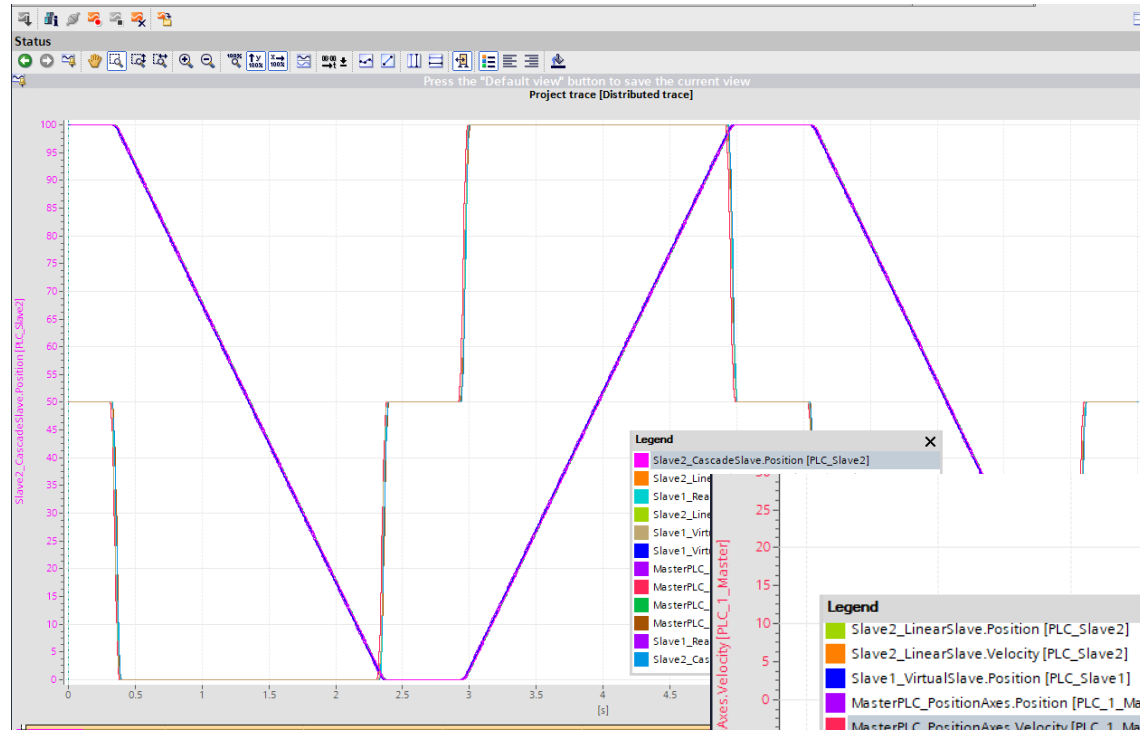 Status
Press the "Default view" button to save the current view
Project trace [Distributed trace]
100
95
90
85
80
75
70
65
60
55
50
45
40
35
30
25
20
15
10
5
0
Slave2_CascadeSlave.Position [PLC_Slave2]
0
0.5
1
1.5
2
2.5
3
3.5
4
4.5
[s]
Legend
Slave2_CascadeSlave.Position [PLC_Slave2]
Slave2_Line
Slave1_Rea
Slave2_Line
Slave1_Virt
Slave1_Virt
MasterPLC_
MasterPLC_
MasterPLC_
MasterPLC_
Slave1_Rea
Slave2_Cas
25
20
15
10
5
0
Axes.Velocity [PLC_1_Master]
Legend
Slave2_LinearSlave.Position [PLC_Slave2]
Slave2_LinearSlave.Velocity [PLC_Slave2]
Slave1_VirtualSlave.Position [PLC_Slave1]
MasterPLC_PositionAxes.Position [PLC_1_Ma
MasterPLC_PositionAxes.Velocity [PLC_1_Ma